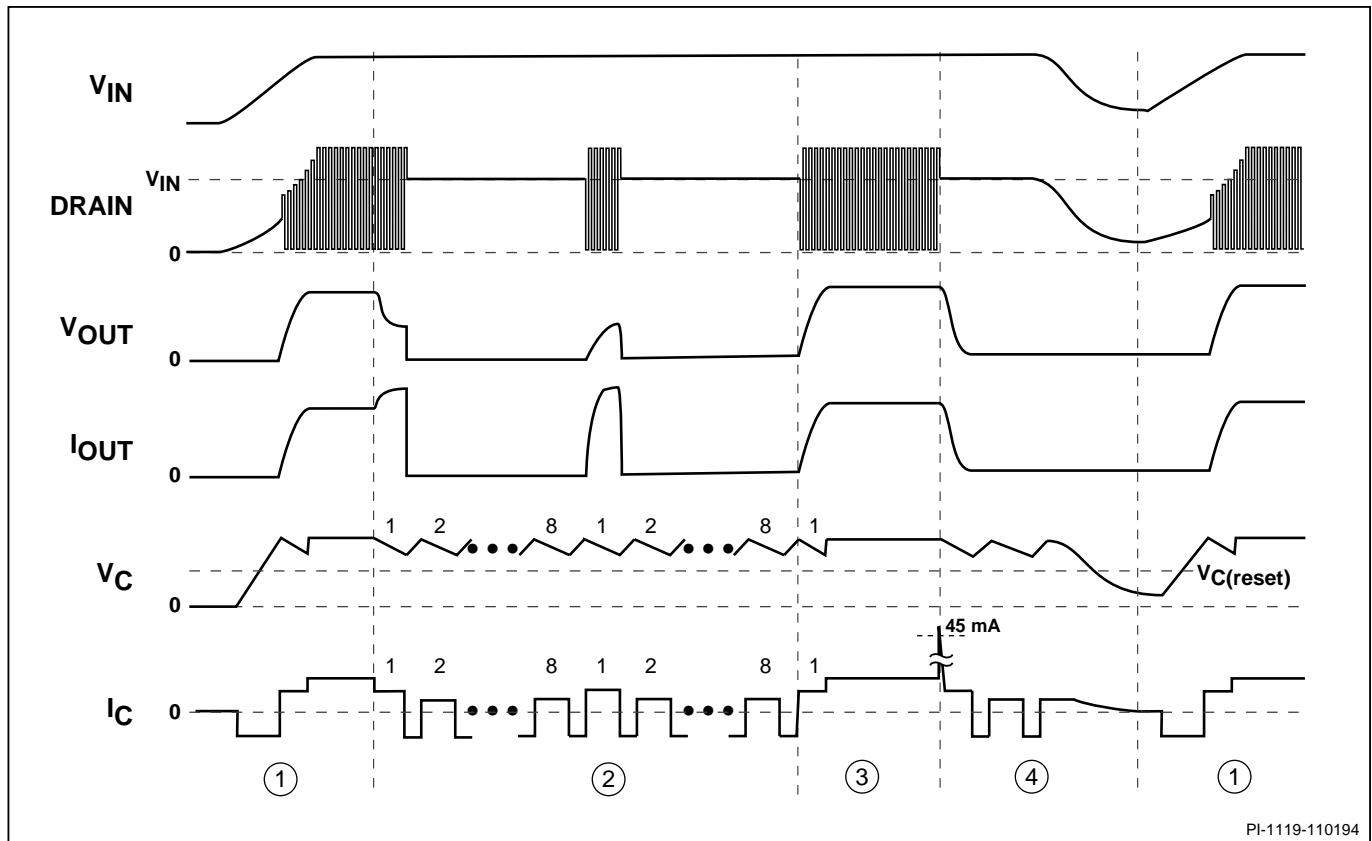 VIN
VIN
DRAIN
0
VOUT
0
IOUT
0
1 2 ••• 8 1 2 ••• 8 1
VC
VC(reset)
0
45 mA
1 2 8 1 2 8 1
IC
0
•••
•••
1 2 3 4 1
PI-1119-110194